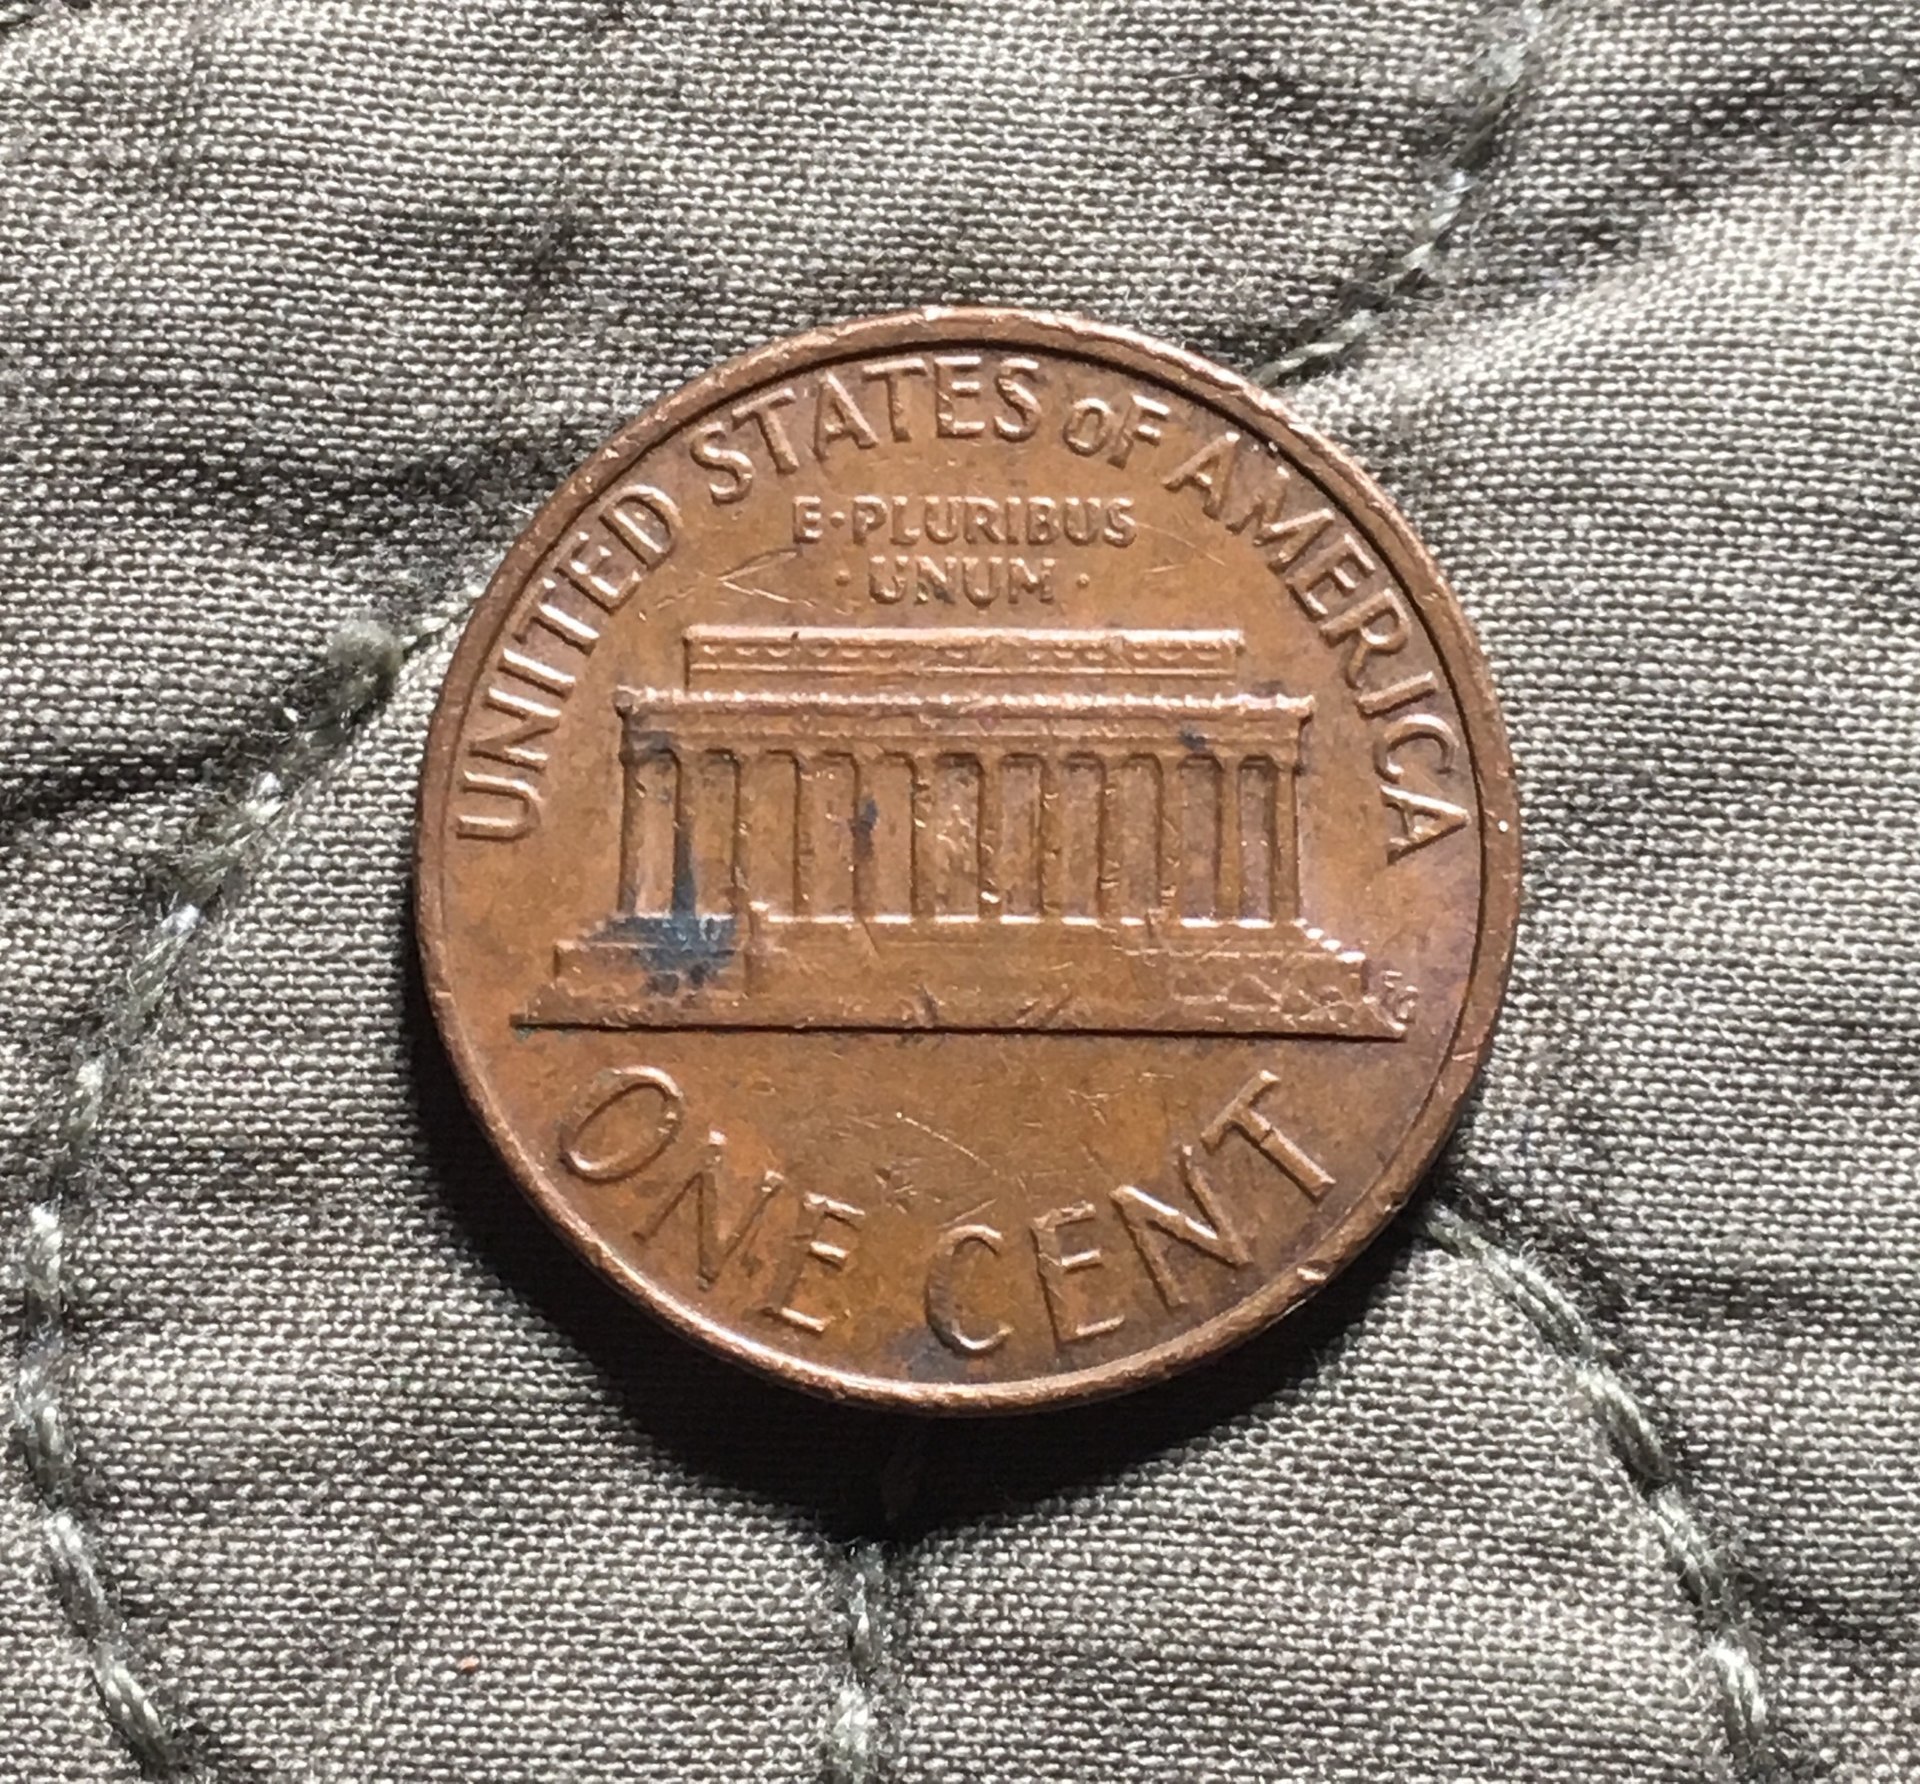 UNITED STATES OF AMERICA
E·PLURIBUS
·UNUM·
ONE CENT